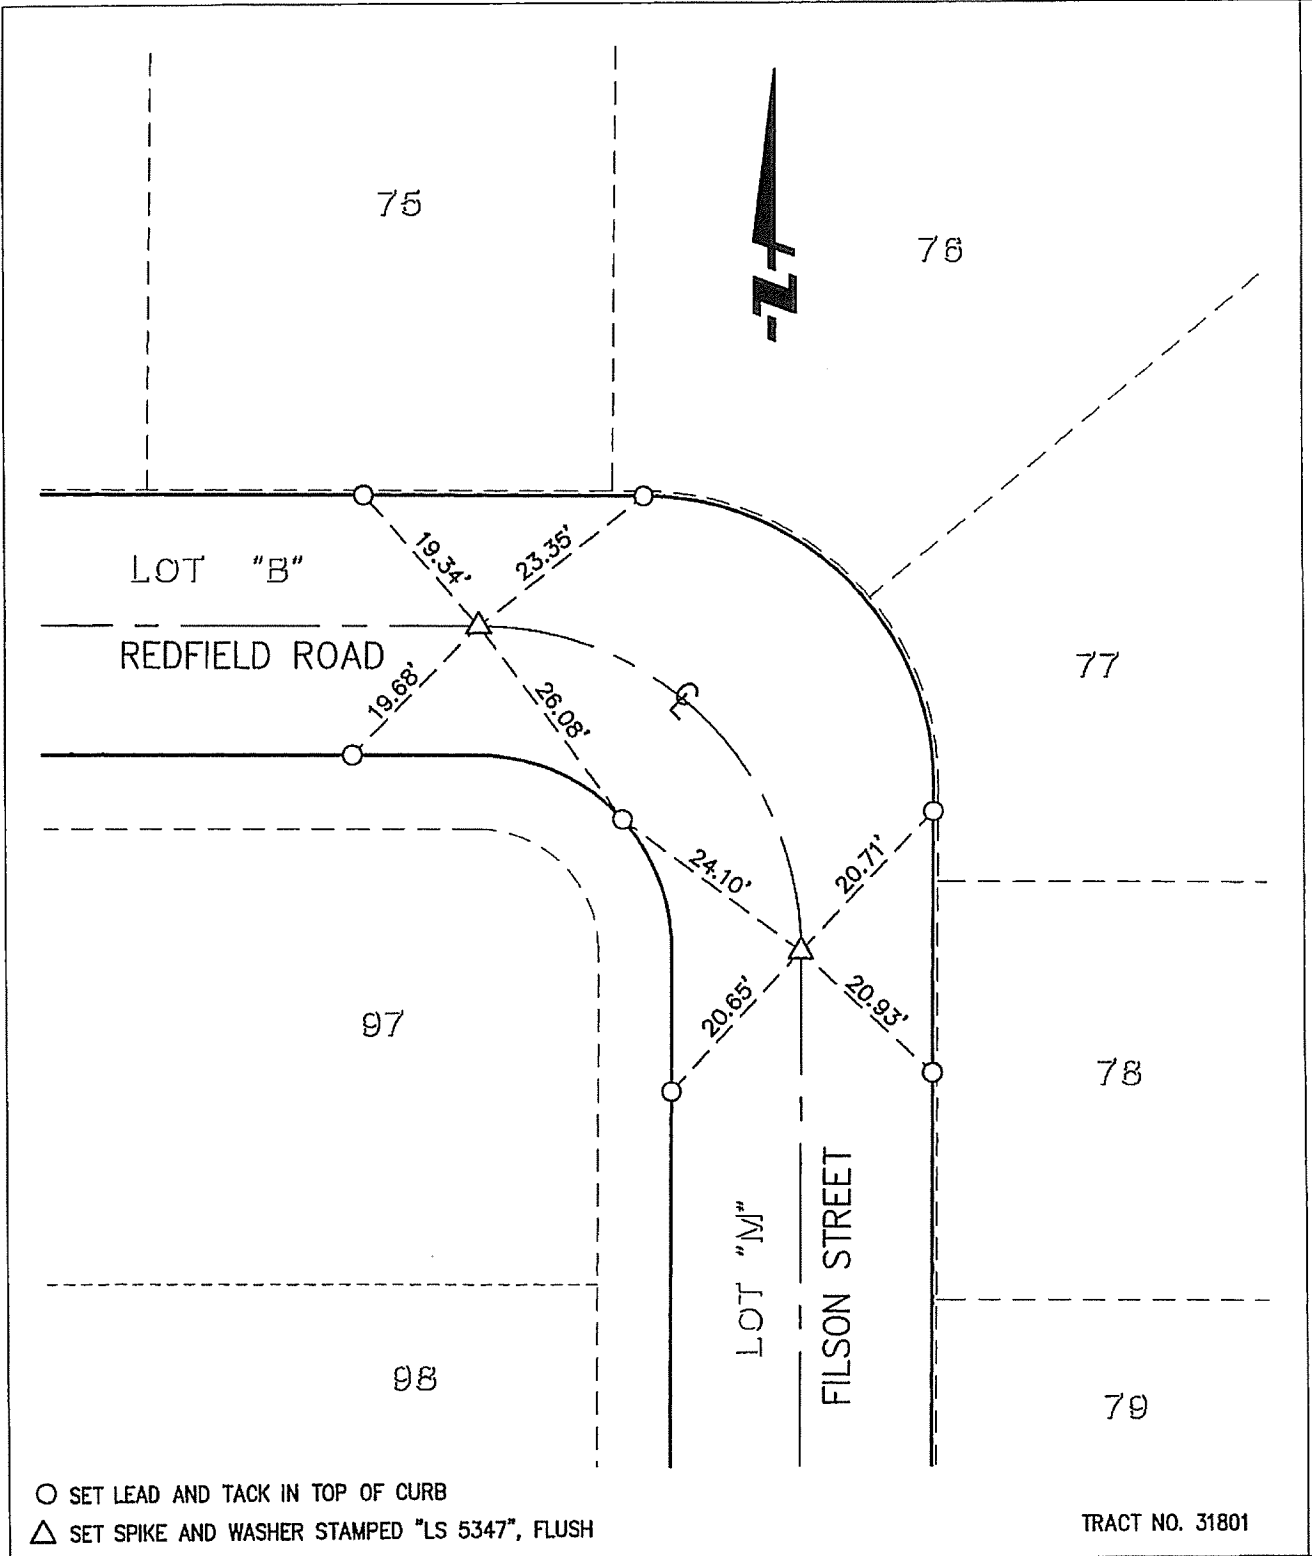 75
76
N
19.34'
23.35'
LOT "B"
REDFIELD ROAD
77
19.68'
26.08'
CL
24.10'
20.71'
20.65'
20.93'
97
78
LOT "M"
FILSON STREET
98
79
SET LEAD AND TACK IN TOP OF CURB
SET SPIKE AND WASHER STAMPED "LS 5347", FLUSH
TRACT NO. 31801